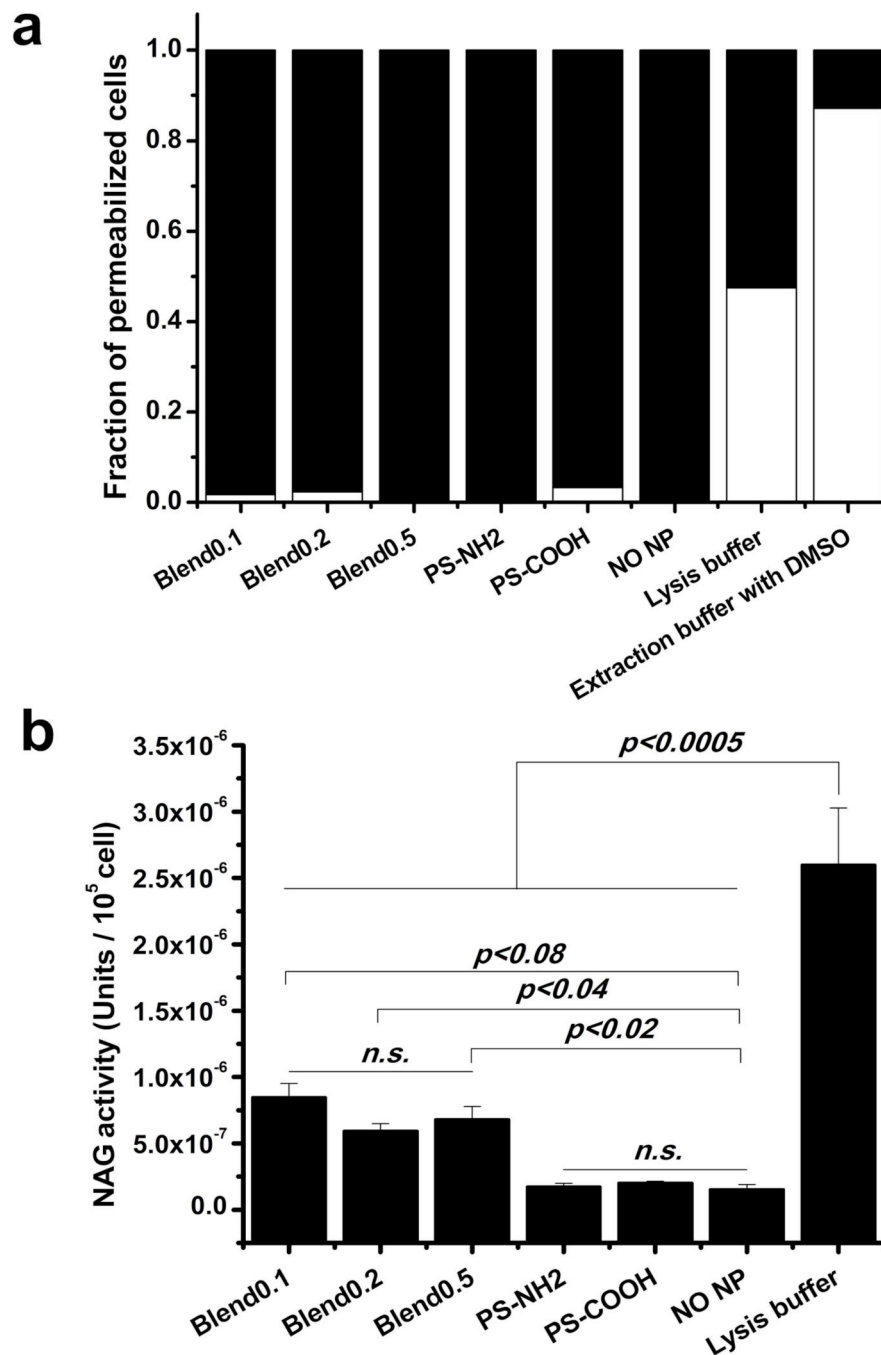 a
Fraction of permeabilized cells
1.0
0.8
0.6
0.4
0.2
0.0
Blend0.1
Blend0.2
Blend0.5
PS-NH2
PS-COOH
NO NP
Lysis buffer
Extraction buffer with DMSO
b
NAG activity (Units / 10⁵ cell)
3.5x10⁻⁶
3.0x10⁻⁶
2.5x10⁻⁶
2.0x10⁻⁶
1.5x10⁻⁶
1.0x10⁻⁶
5.0x10⁻⁷
0.0
p<0.0005
p<0.08
p<0.04
p<0.02
n.s.
n.s.
Blend0.1
Blend0.2
Blend0.5
PS-NH2
PS-COOH
NO NP
Lysis buffer